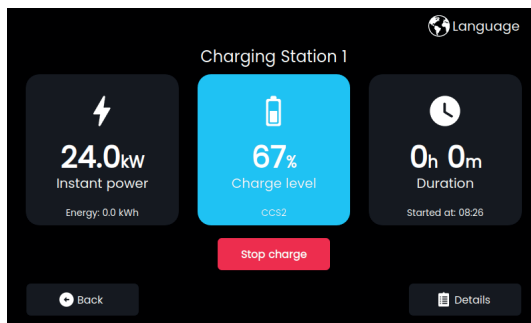 Language
Charging Station 1
24.0kW
Instant power
Energy: 0.0 kWh
67%
Charge level
CCS2
0h 0m
Duration
Started at: 08:26
Stop charge
Back
Details